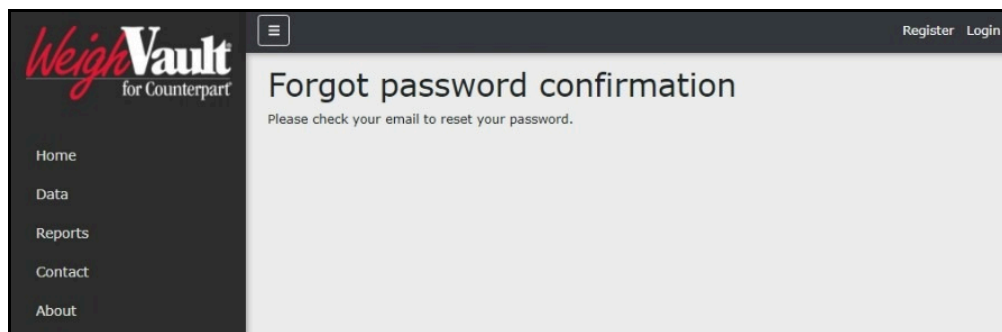 WeighVault
for Counterpart®
Register Login
Forgot password confirmation
Please check your email to reset your password.
Home
Data
Reports
Contact
About